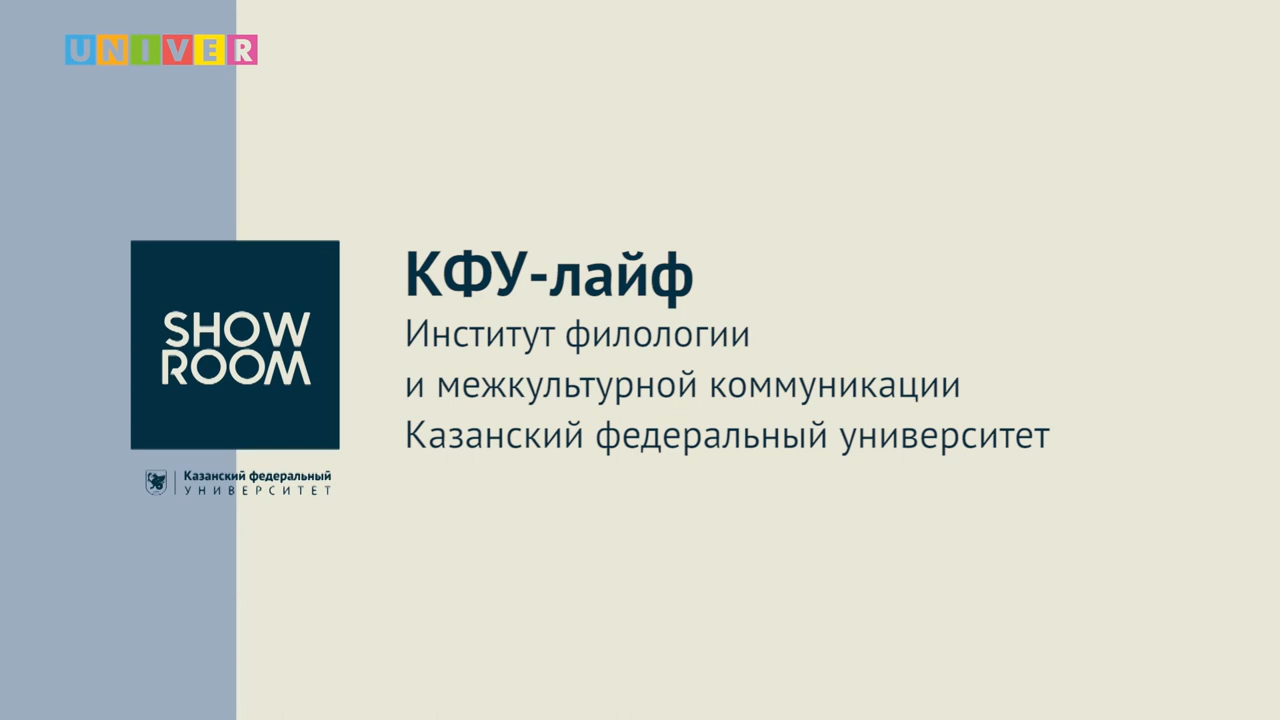 UNIVER
SHOW
ROOM
Казанский федеральный
УНИВЕРСИТЕТ
КФУ-лайф
Институт филологии
и межкультурной коммуникации
Казанский федеральный университет